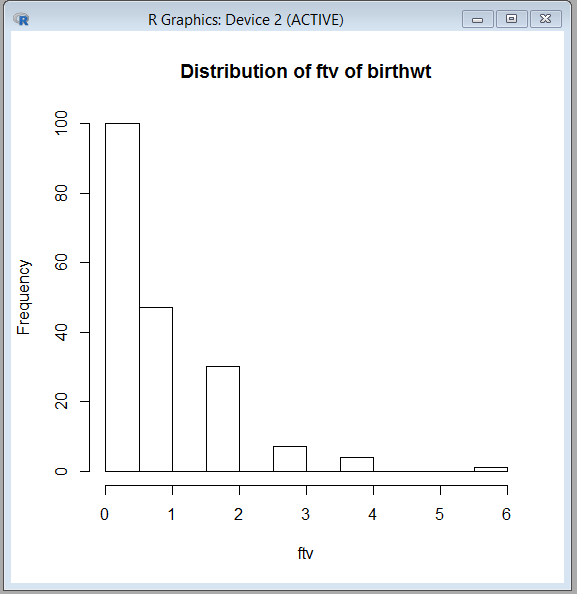 R Graphics: Device 2 (ACTIVE)
Distribution of ftv of birthwt
Frequency
100
80
60
40
20
0
0 1 2 3 4 5 6
ftv